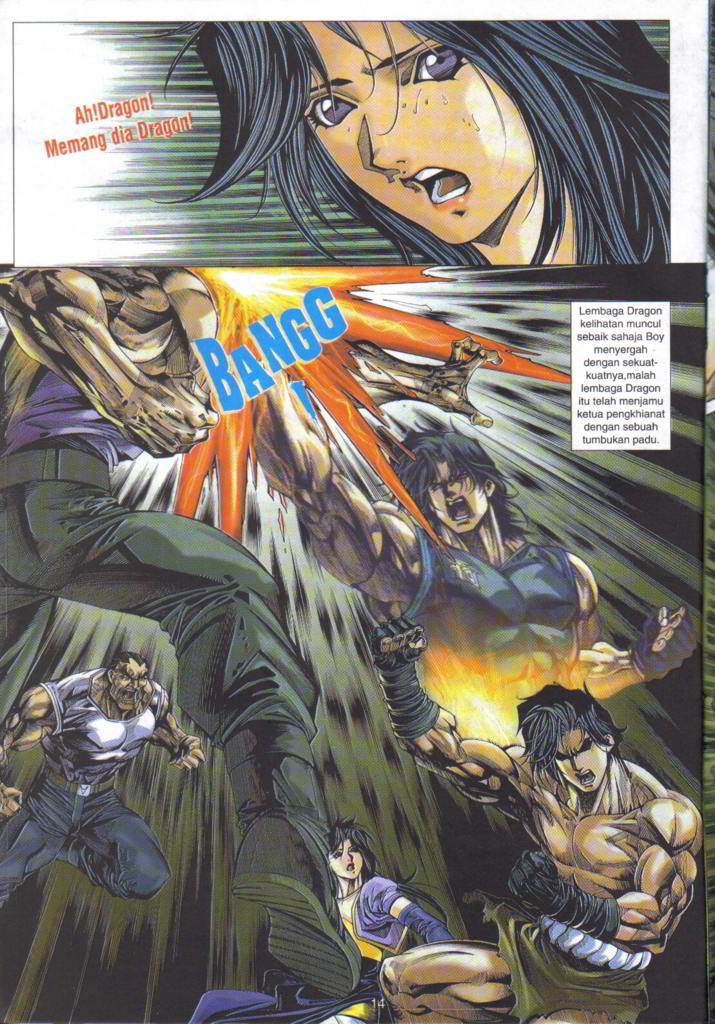 Ah!Dragon!
Memang dia Dragon!
BANGG
!
Lembaga Dragon
kelihatan muncul
sebaik sahaja Boy
menyergah
dengan sekuat-
kuatnya,malah
lembaga Dragon
itu telah menjamu
ketua pengkhianat
dengan sebuah
tumbukan padu.
14